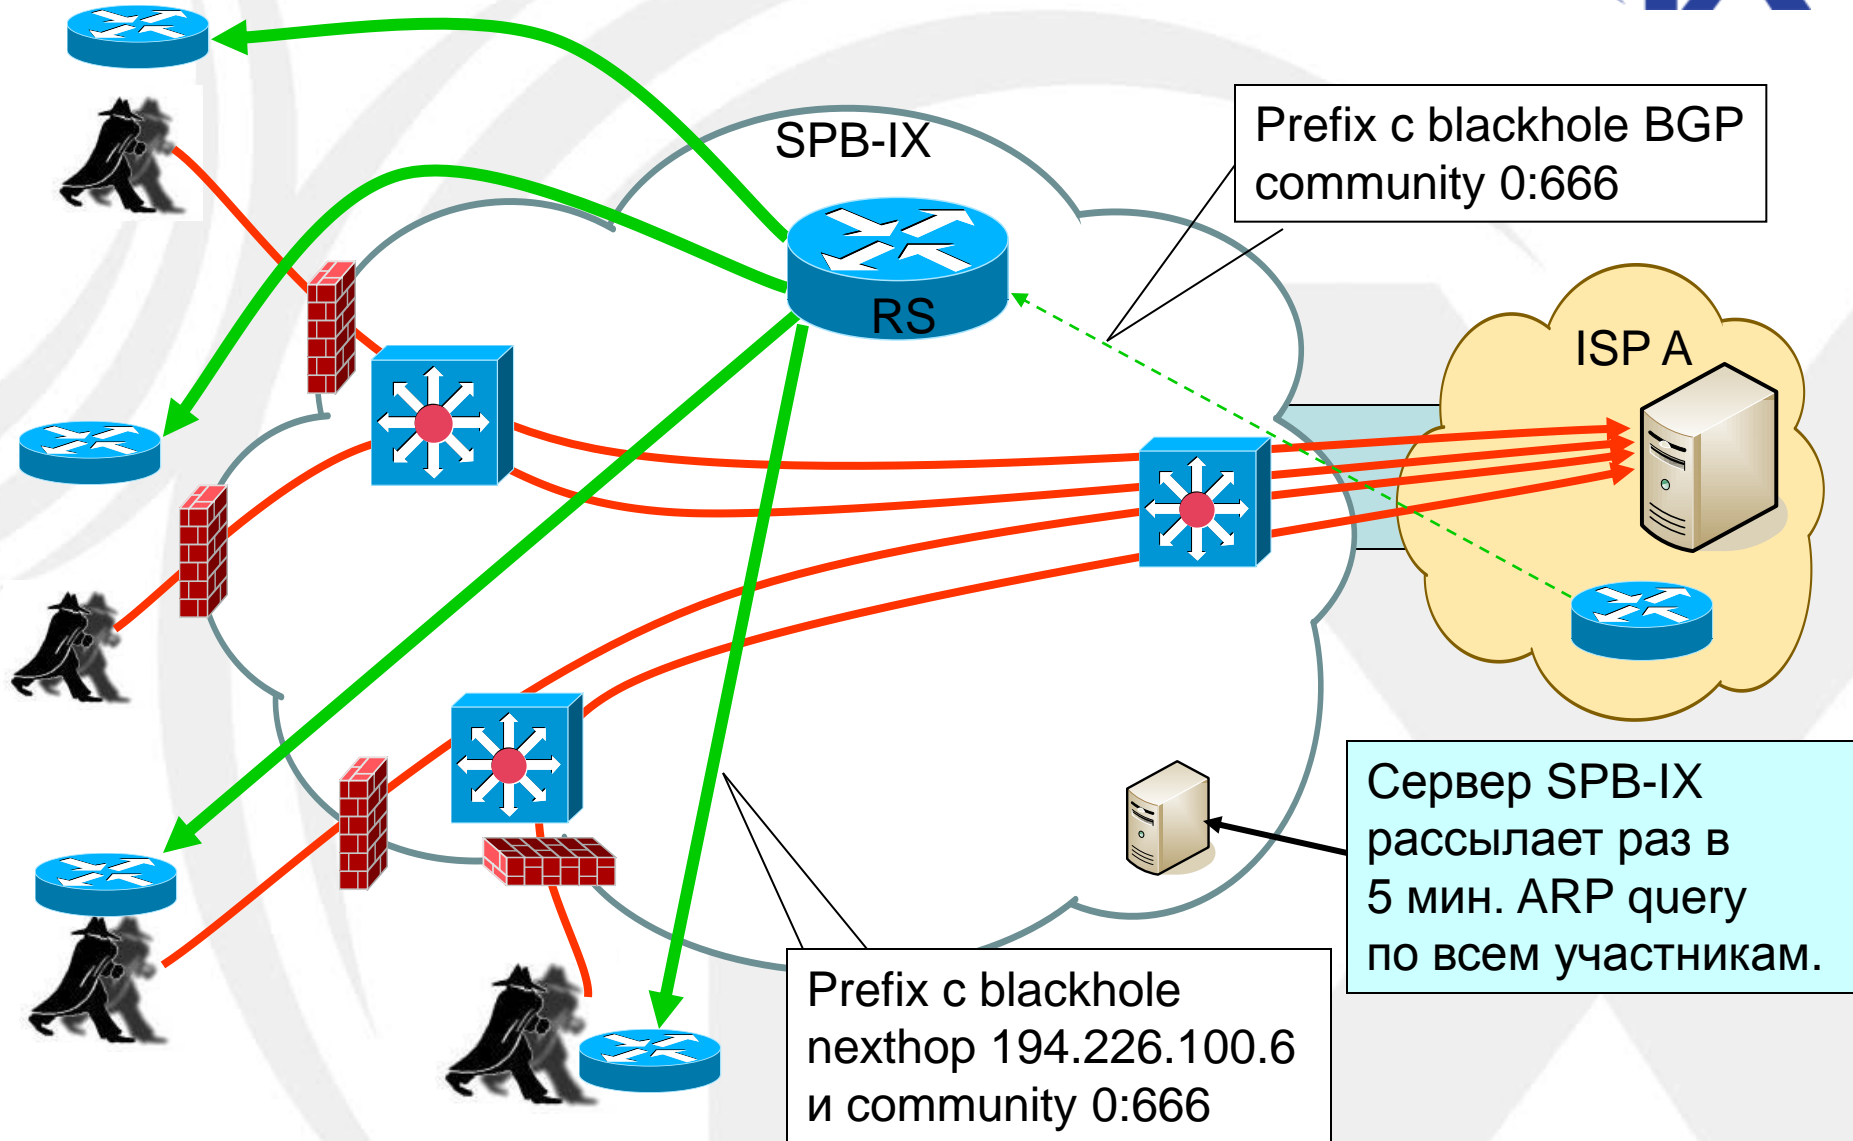 SPB-IX
Prefix с blackhole BGP
community 0:666
RS
ISP A
Сервер SPB-IX
рассылает раз в
5 мин. ARP query
по всем участникам.
Prefix с blackhole
nexthop 194.226.100.6
и community 0:666